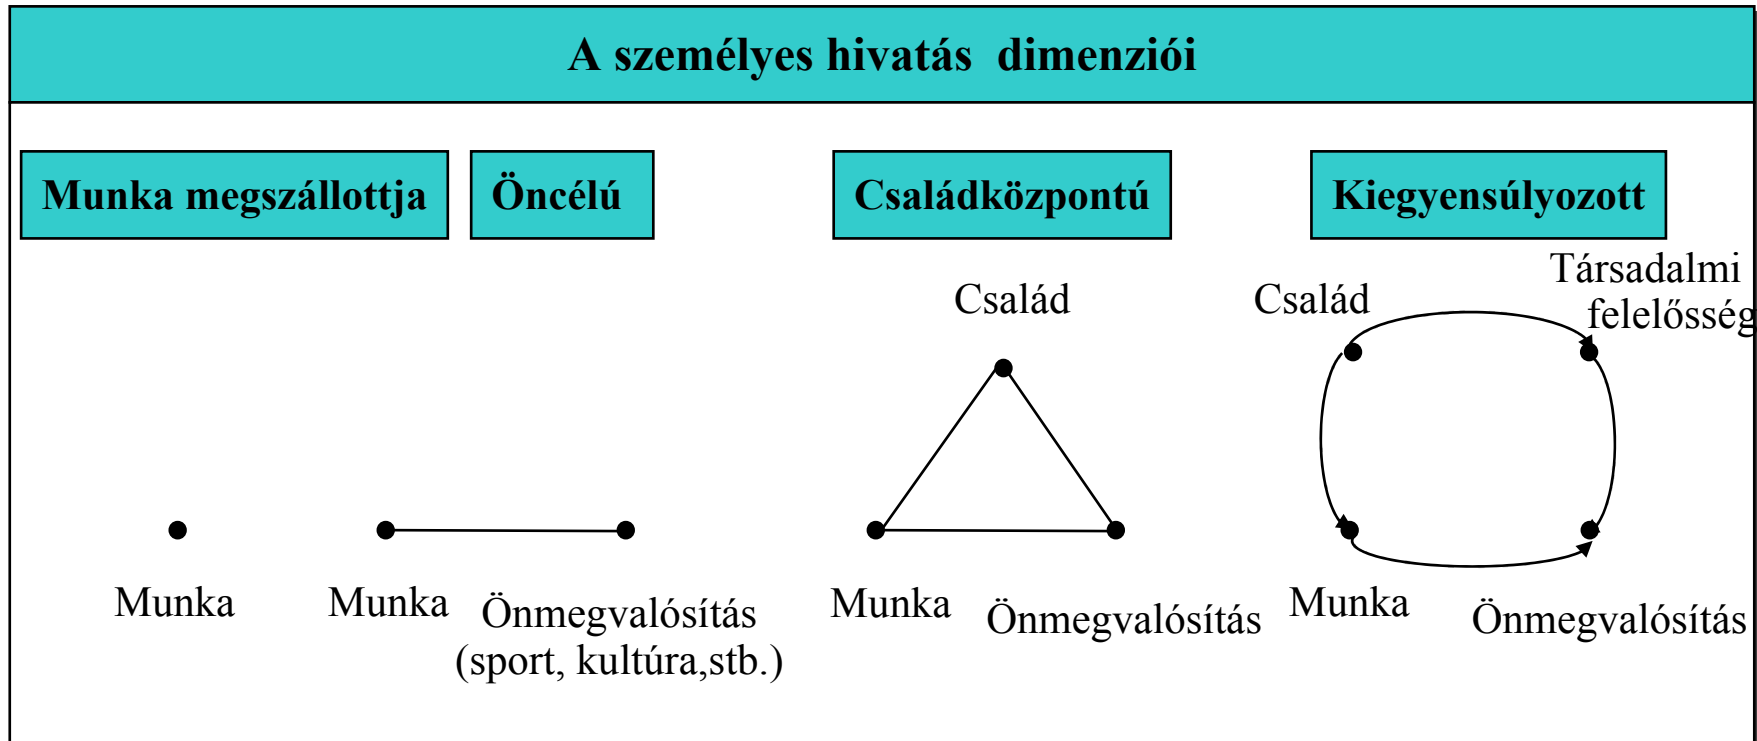 A személyes hivatás  dimenziói
Munka megszállottja
Öncélú
Családközpontú
Kiegyensúlyozott
Munka
Munka
Önmegvalósítás
(sport, kultúra,stb.)
Család
Munka
Önmegvalósítás
Család
Társadalmi
felelősség
Munka
Önmegvalósítás